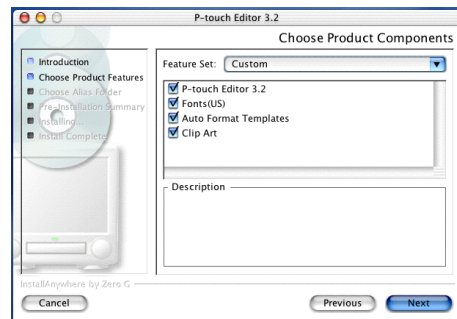 P-touch Editor 3.2
Choose Product Components
Introduction
Choose Product Features
Choose Alias Folder
Pre-Installation Summary
Installing...
Install Complete
Feature Set: Custom
P-touch Editor 3.2
Fonts(US)
Auto Format Templates
Clip Art
Description
InstallAnywhere by Zero G
Cancel
Previous
Next